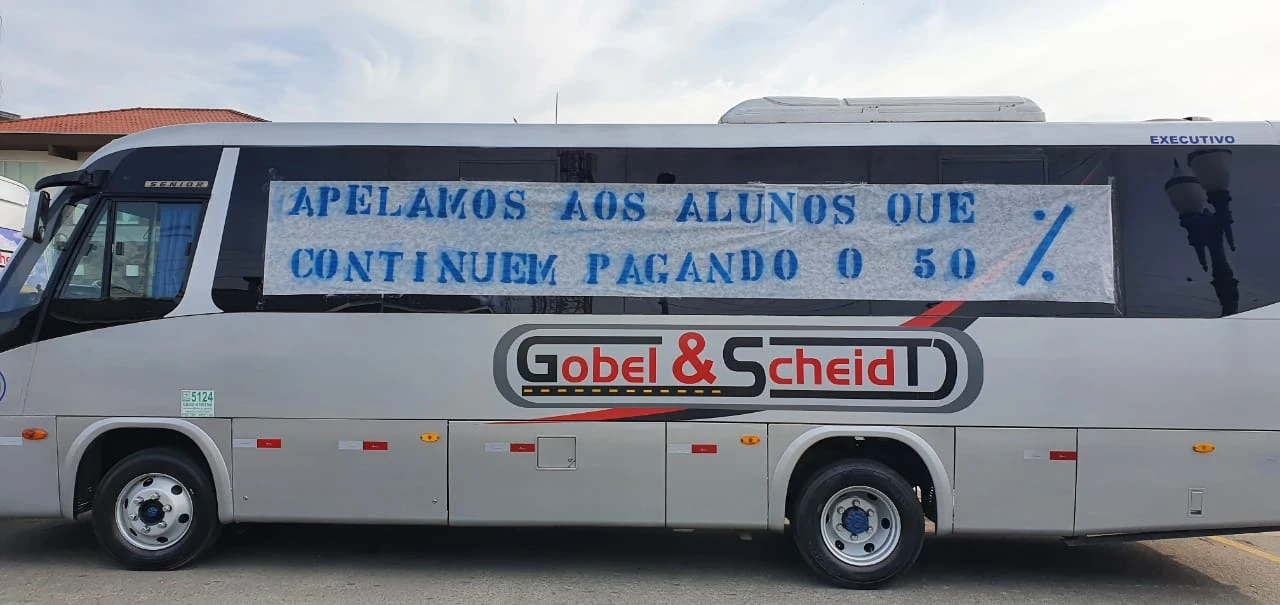 EXECUTIVO
SENIOR
APELAMOS AOS ALUNOS QUE
CONTINUEM PAGANDO O 50 %
Gobel & ScheidT
5124